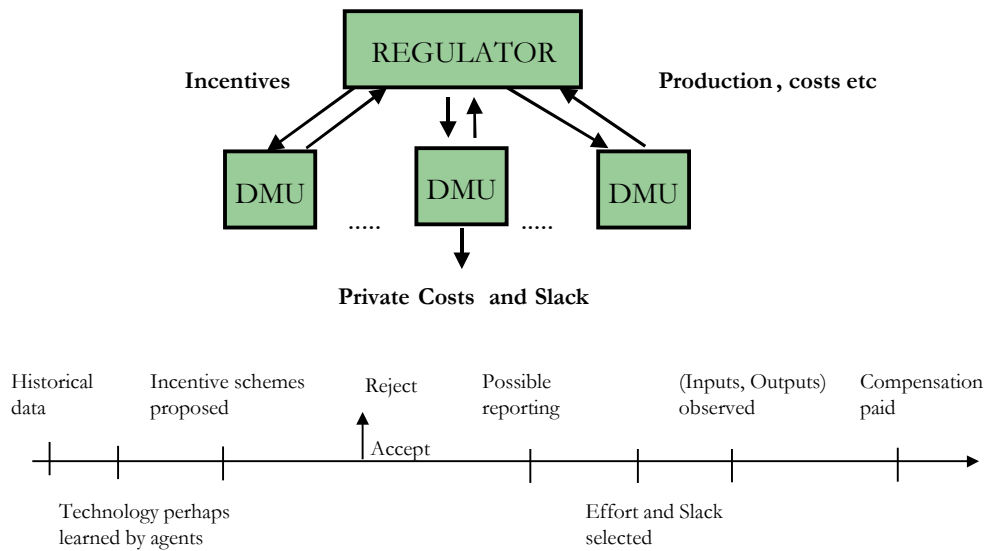 REGULATOR
Incentives
Production, costs etc
DMU
DMU
DMU
.....
.....
Private Costs and Slack
Historical
data
Incentive schemes
proposed
Reject
Accept
Possible
reporting
(Inputs, Outputs)
observed
Compensation
paid
Technology perhaps
learned by agents
Effort and Slack
selected